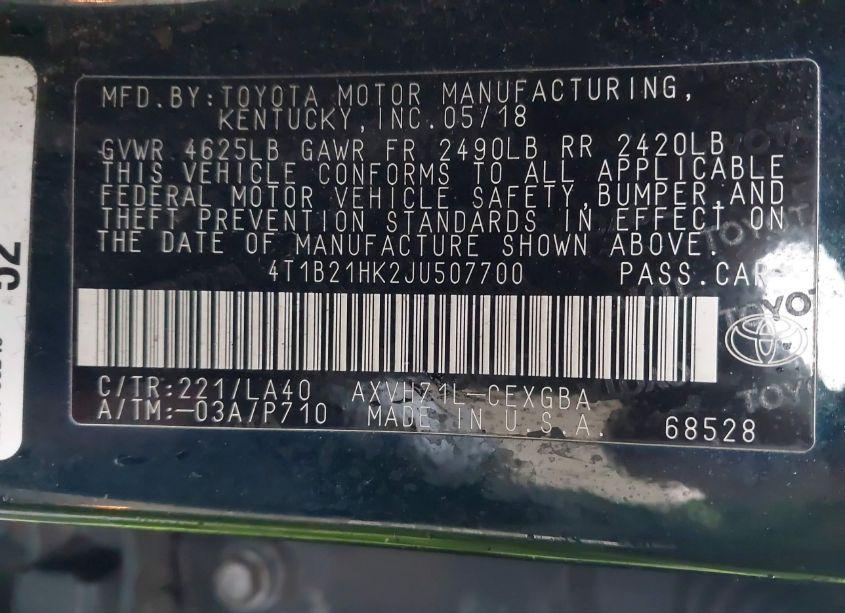 MFD.BY:TOYOTA MOTOR MANUFACTURING,
KENTUCKY,INC.05/18
GVWR 4625LB GAWR FR 2490LB RR 2420LB
THIS VEHICLE CONFORMS TO ALL APPLICABLE
FEDERAL MOTOR VEHICLE SAFETY,BUMPER,AND
THEFT PREVENTION STANDARDS IN EFFECT ON
THE DATE OF MANUFACTURE SHOWN ABOVE.
4T1B21HK2JU507700 PASS.CAR
C/TR:221/LA40 AXVH71L-CEXGBA
A/TM:-03A/P710 MADE IN U.S.A. 68528